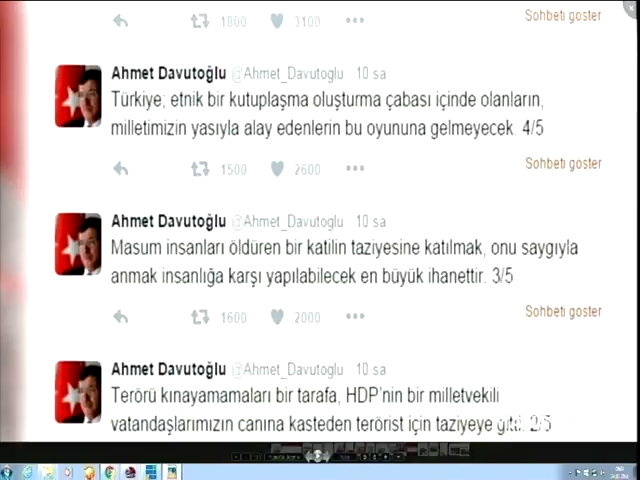 Sohbeti goster
1800 3100
Ahmet Davutoğlu @Ahmet_Davutoglu 10 sa
Türkiye; etnik bir kutuplaşma oluşturma çabası içinde olanların,
milletimizin yasıyla alay edenlerin bu oyununa gelmeyecek. 4/5
Sohbeti goster
1500 2600
Ahmet Davutoğlu @Ahmet_Davutoglu 10 sa
Masum insanları öldüren bir katilin taziyesine katılmak, onu saygıyla
anmak insanlığa karşı yapılabilecek en büyük ihanettir. 3/5
Sohbeti goster
1600 2000
Ahmet Davutoğlu @Ahmet_Davutoglu 10 sa
Terörü kınayamamaları bir tarafa, HDP'nin bir milletvekili
vatandaşlarımızın canına kasteden terörist için taziyeye gitti. 2/5